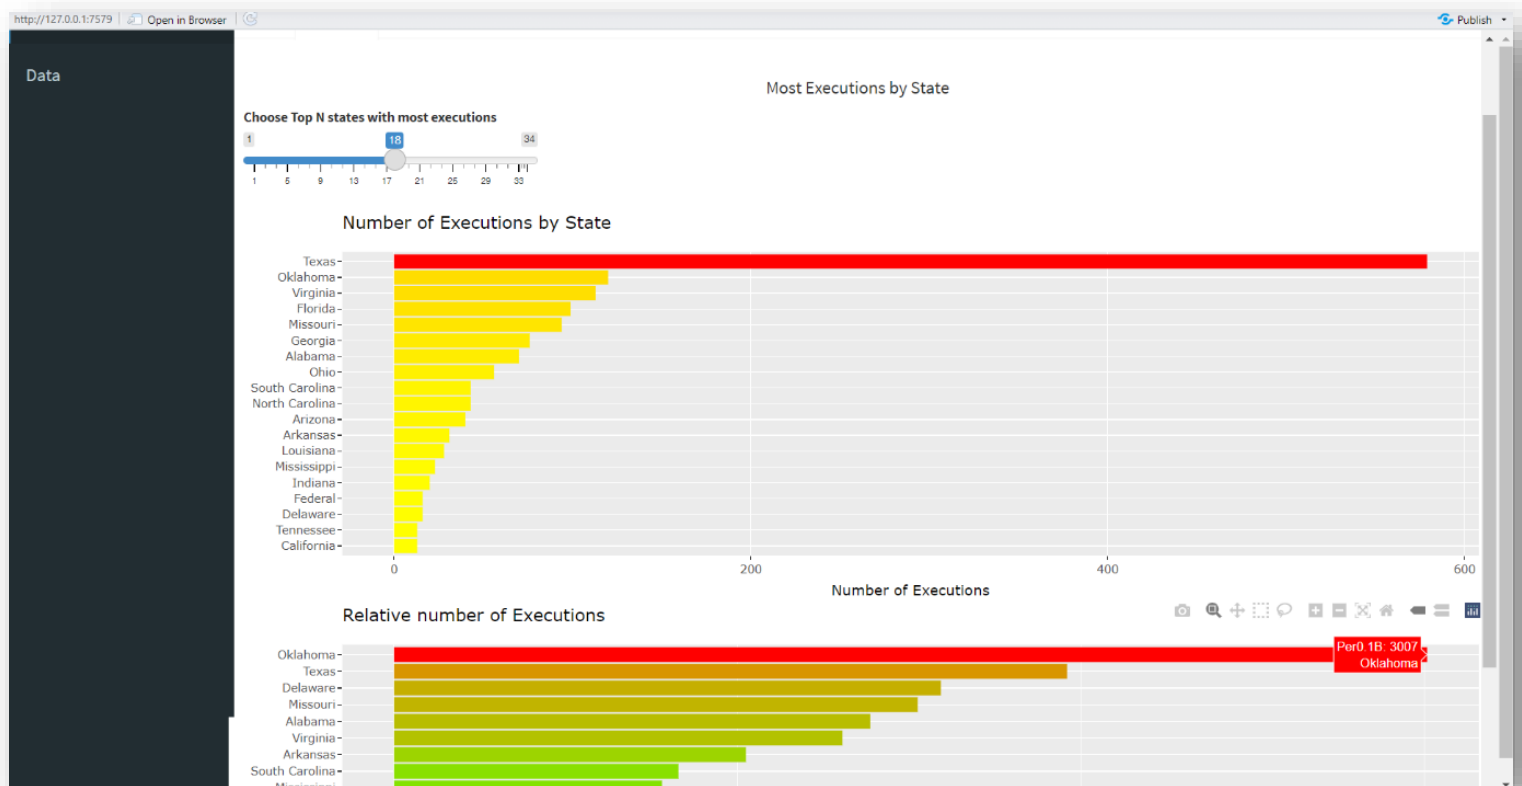 http://127.0.0.1:7579 Open in Browser Publish
Data
Most Executions by State
Choose Top N states with most executions
1 18 34
1 5 9 13 17 21 25 29 33
Number of Executions by State
Texas
Oklahoma
Virginia
Florida
Missouri
Georgia
Alabama
Ohio
South Carolina
North Carolina
Arizona
Arkansas
Louisiana
Mississippi
Indiana
Federal
Delaware
Tennessee
California
0 200 400 600
Number of Executions
Relative number of Executions
Oklahoma
Per0.1B: 3007
Oklahoma
Texas
Delaware
Missouri
Alabama
Virginia
Arkansas
South Carolina
Mississippi